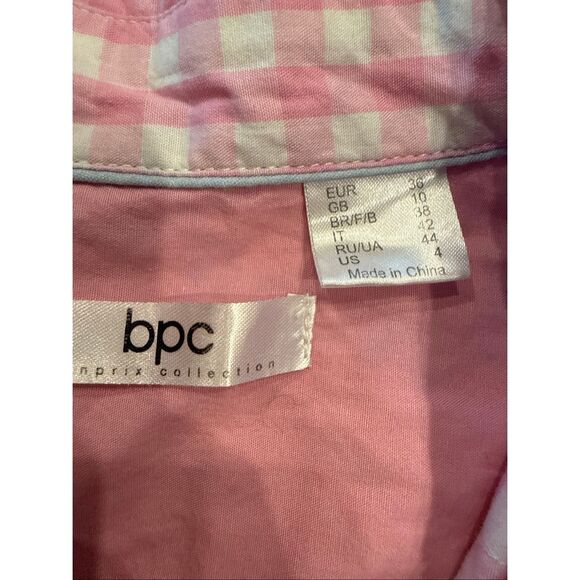 EUR 36
GB 10
BR/F/B 38
IT 42
RU/UA 44
US 4
Made in China
bpc
nprix collection